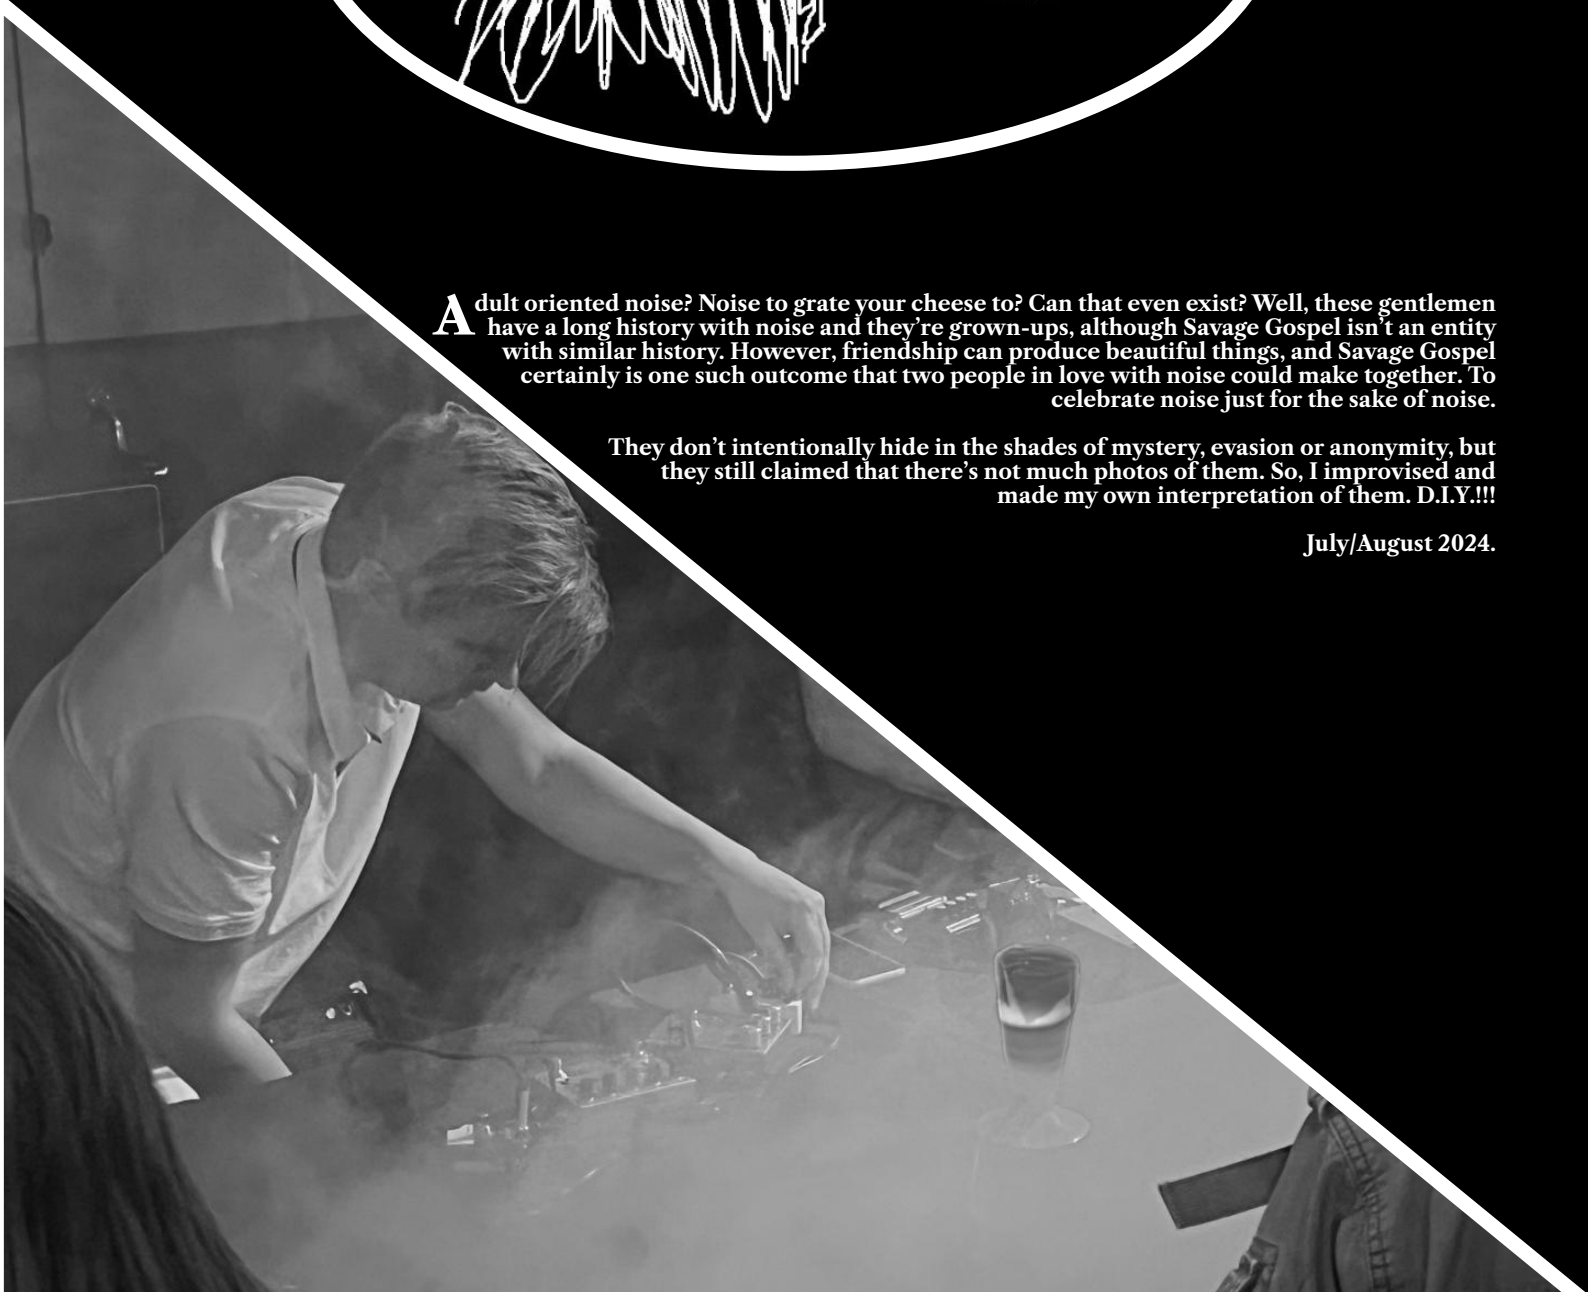 Adult oriented noise? Noise to grate your cheese to? Can that even exist? Well, these gentlemen
have a long history with noise and they’re grown-ups, although Savage Gospel isn’t an entity
with similar history. However, friendship can produce beautiful things, and Savage Gospel
certainly is one such outcome that two people in love with noise could make together. To
celebrate noise just for the sake of noise.
They don’t intentionally hide in the shades of mystery, evasion or anonymity, but
they still claimed that there’s not much photos of them. So, I improvised and
made my own interpretation of them. D.I.Y.!!!
July/August 2024.